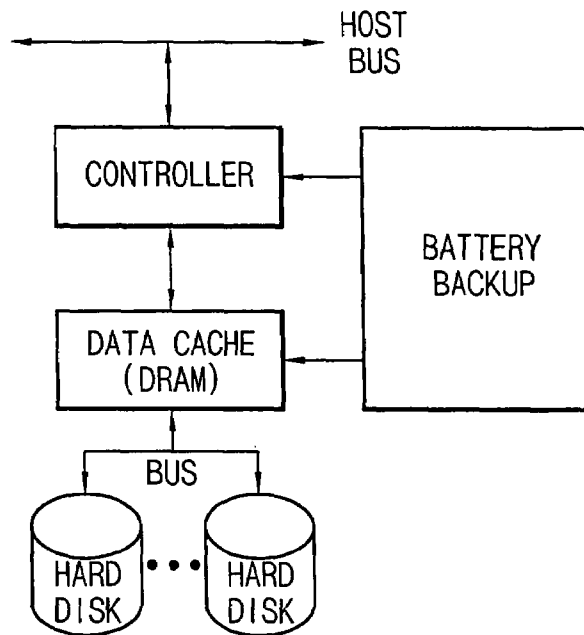 HOST
BUS
CONTROLLER
BATTERY
BACKUP
DATA CACHE
(DRAM)
BUS
HARD
DISK
HARD
DISK